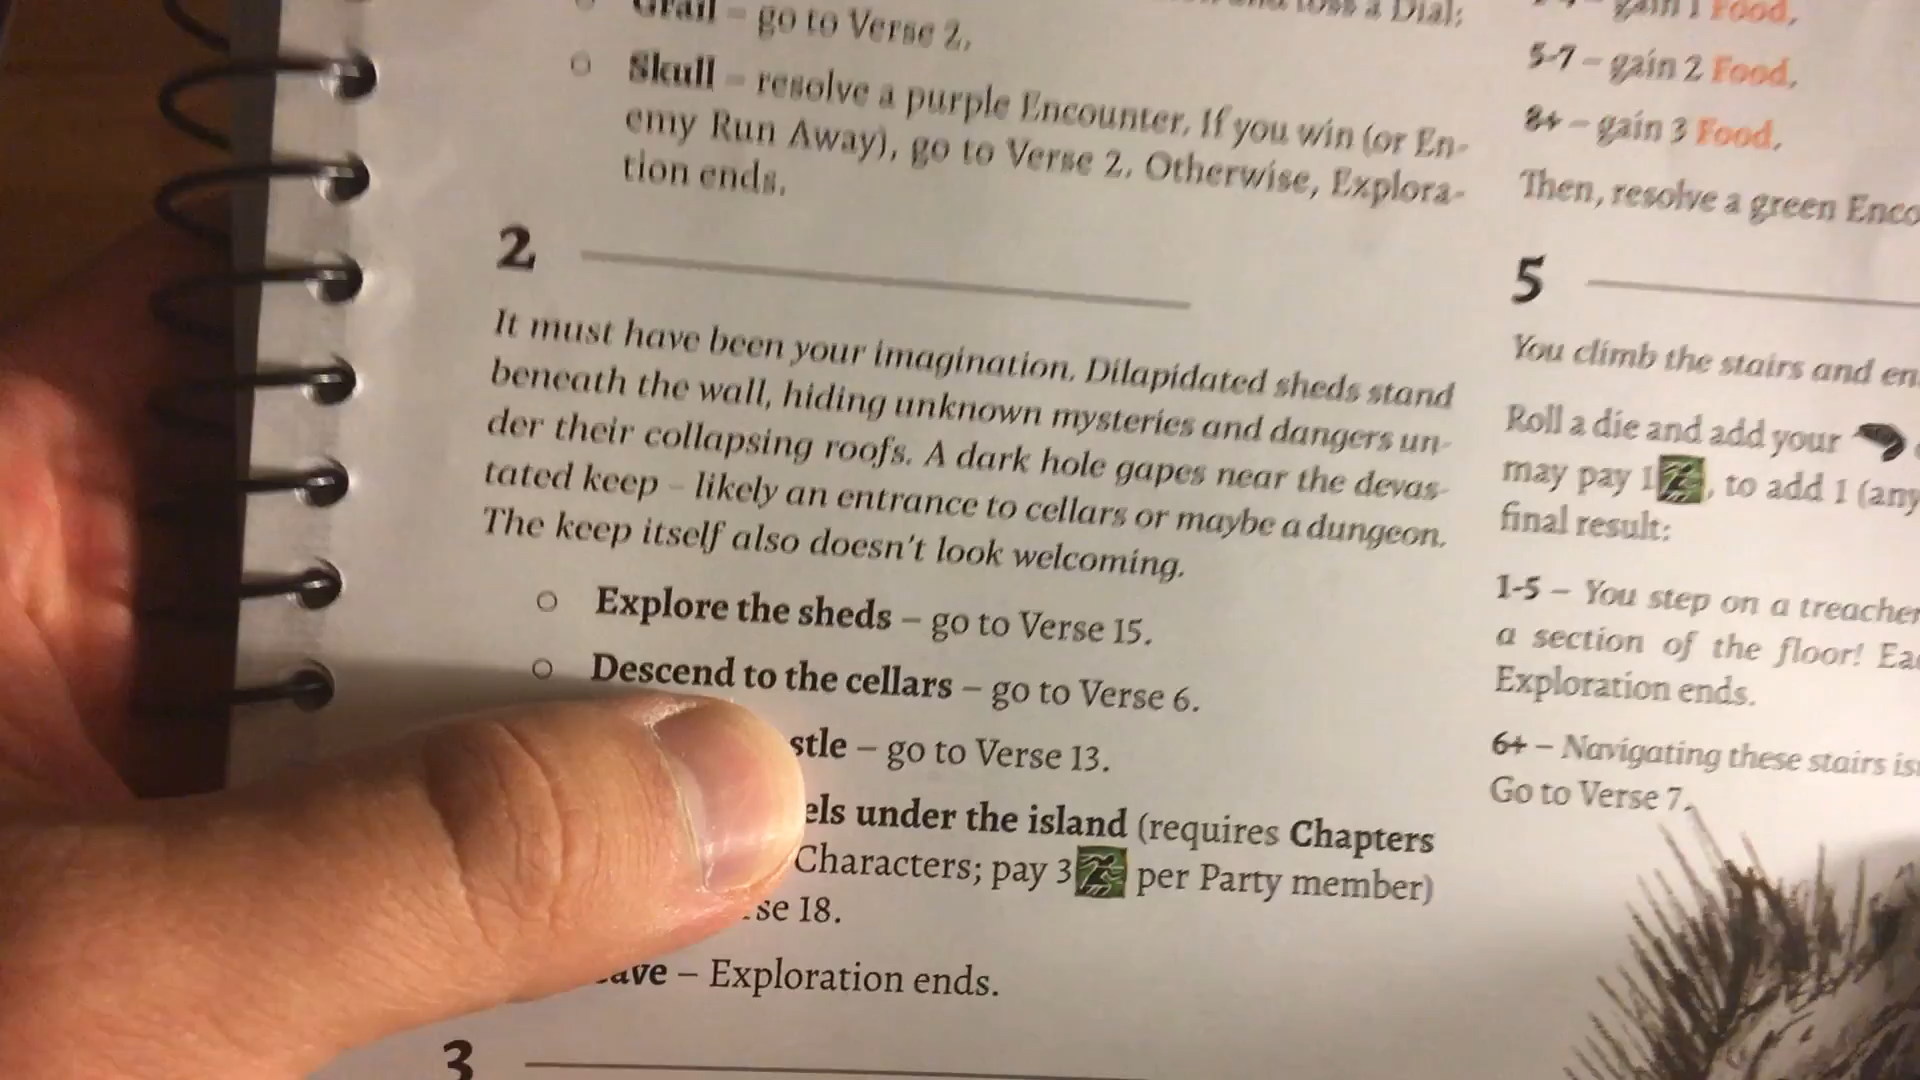 Grail – go to Verse 2.
Skull – resolve a purple Encounter. If you win (or En-
emy Run Away), go to Verse 2. Otherwise, Explora-
tion ends.
2
It must have been your imagination. Dilapidated sheds stand
beneath the wall, hiding unknown mysteries and dangers un-
der their collapsing roofs. A dark hole gapes near the devas-
tated keep – likely an entrance to cellars or maybe a dungeon.
The keep itself also doesn't look welcoming.
Explore the sheds – go to Verse 15.
Descend to the cellars – go to Verse 6.
stle – go to Verse 13.
els under the island (requires Chapters
Characters; pay 3 per Party member)
se 18.
ave – Exploration ends.
3
gain 1 Food.
5-7 – gain 2 Food.
8+ – gain 3 Food.
Then, resolve a green Enco
5
You climb the stairs and en
Roll a die and add your
may pay 1, to add 1 (any
final result:
1-5 – You step on a treacher
a section of the floor! Ea
Exploration ends.
6+ – Navigating these stairs is
Go to Verse 7.